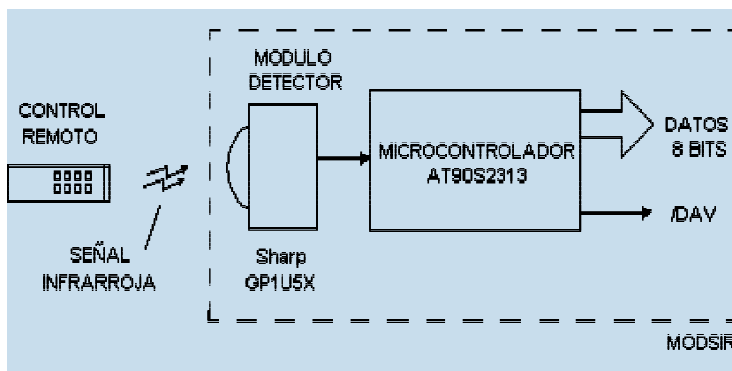 MODULO
DETECTOR
CONTROL
REMOTO
MICROCONTROLADOR
AT90S2313
DATOS
8 BITS
/DAV
SEÑAL
INFRARROJA
Sharp
GP1U5X
MODSIR